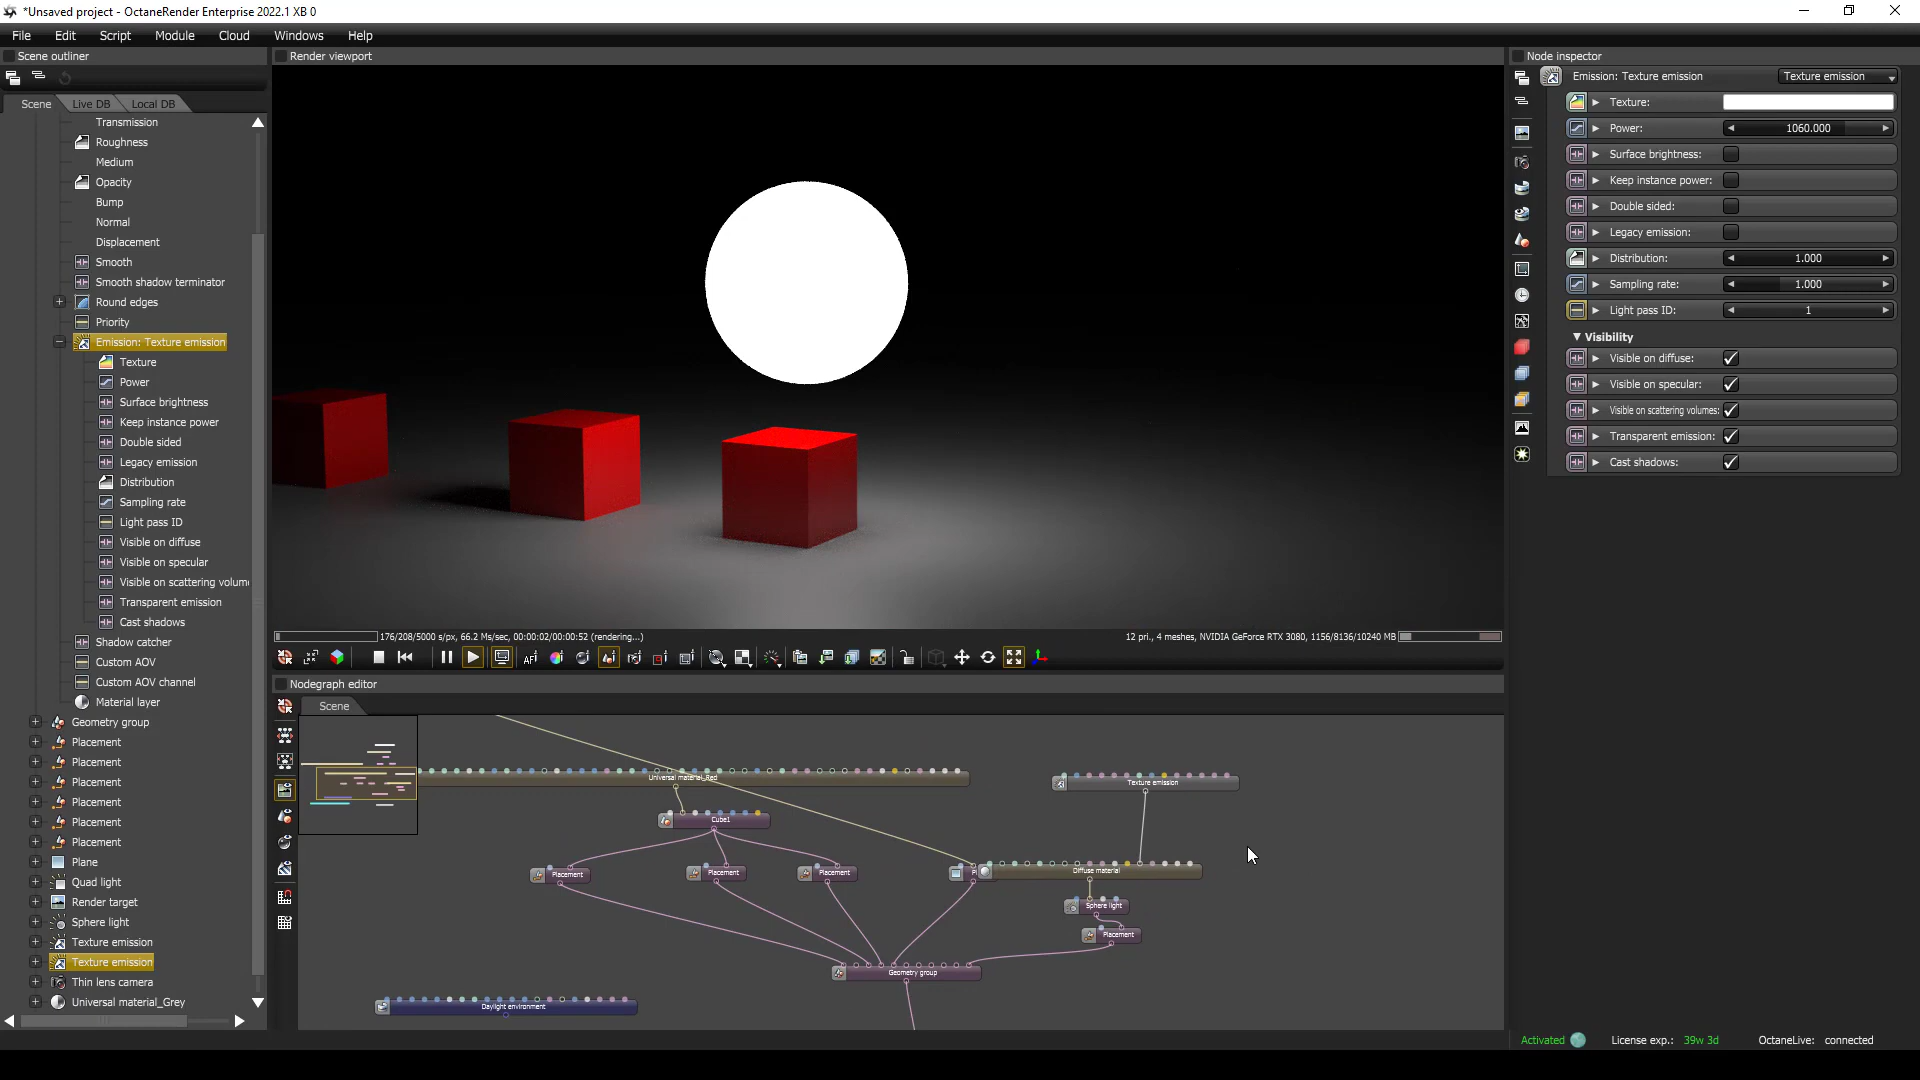 *Unsaved project - OctaneRender Enterprise 2022.1 XB 0
File Edit Script Module Cloud Windows Help
Scene outliner
Scene Live DB Local DB
Transmission
Roughness
Medium
Opacity
Bump
Normal
Displacement
Smooth
Smooth shadow terminator
Round edges
Priority
Emission: Texture emission
Texture
Power
Surface brightness
Keep instance power
Double sided
Legacy emission
Distribution
Sampling rate
Light pass ID
Visible on diffuse
Visible on specular
Visible on scattering volum
Transparent emission
Cast shadows
Shadow catcher
Custom AOV
Custom AOV channel
Material layer
Geometry group
Placement
Placement
Placement
Placement
Placement
Placement
Plane
Quad light
Render target
Sphere light
Texture emission
Texture emission
Thin lens camera
Universal material_Grey
Render viewport
176/208/5000 s/px, 66.2 Ms/sec, 00:00:02/00:00:52 (rendering...)
12 pri., 4 meshes, NVIDIA GeForce RTX 3080, 1156/8136/10240 MB
AF
Nodegraph editor
Scene
Universal material_Red
Texture emission
Cube1
Placement
Placement
Placement
Diffuse material
Sphere light
Placement
Geometry group
Daylight environment
Node inspector
Emission: Texture emission Texture emission
Texture:
Power: 1060.000
Surface brightness:
Keep instance power:
Double sided:
Legacy emission:
Distribution: 1.000
Sampling rate: 1.000
Light pass ID: 1
Visibility
Visible on diffuse:
Visible on specular:
Visible on scattering volumes:
Transparent emission:
Cast shadows:
Activated License exp.: 39w 3d OctaneLive: connected